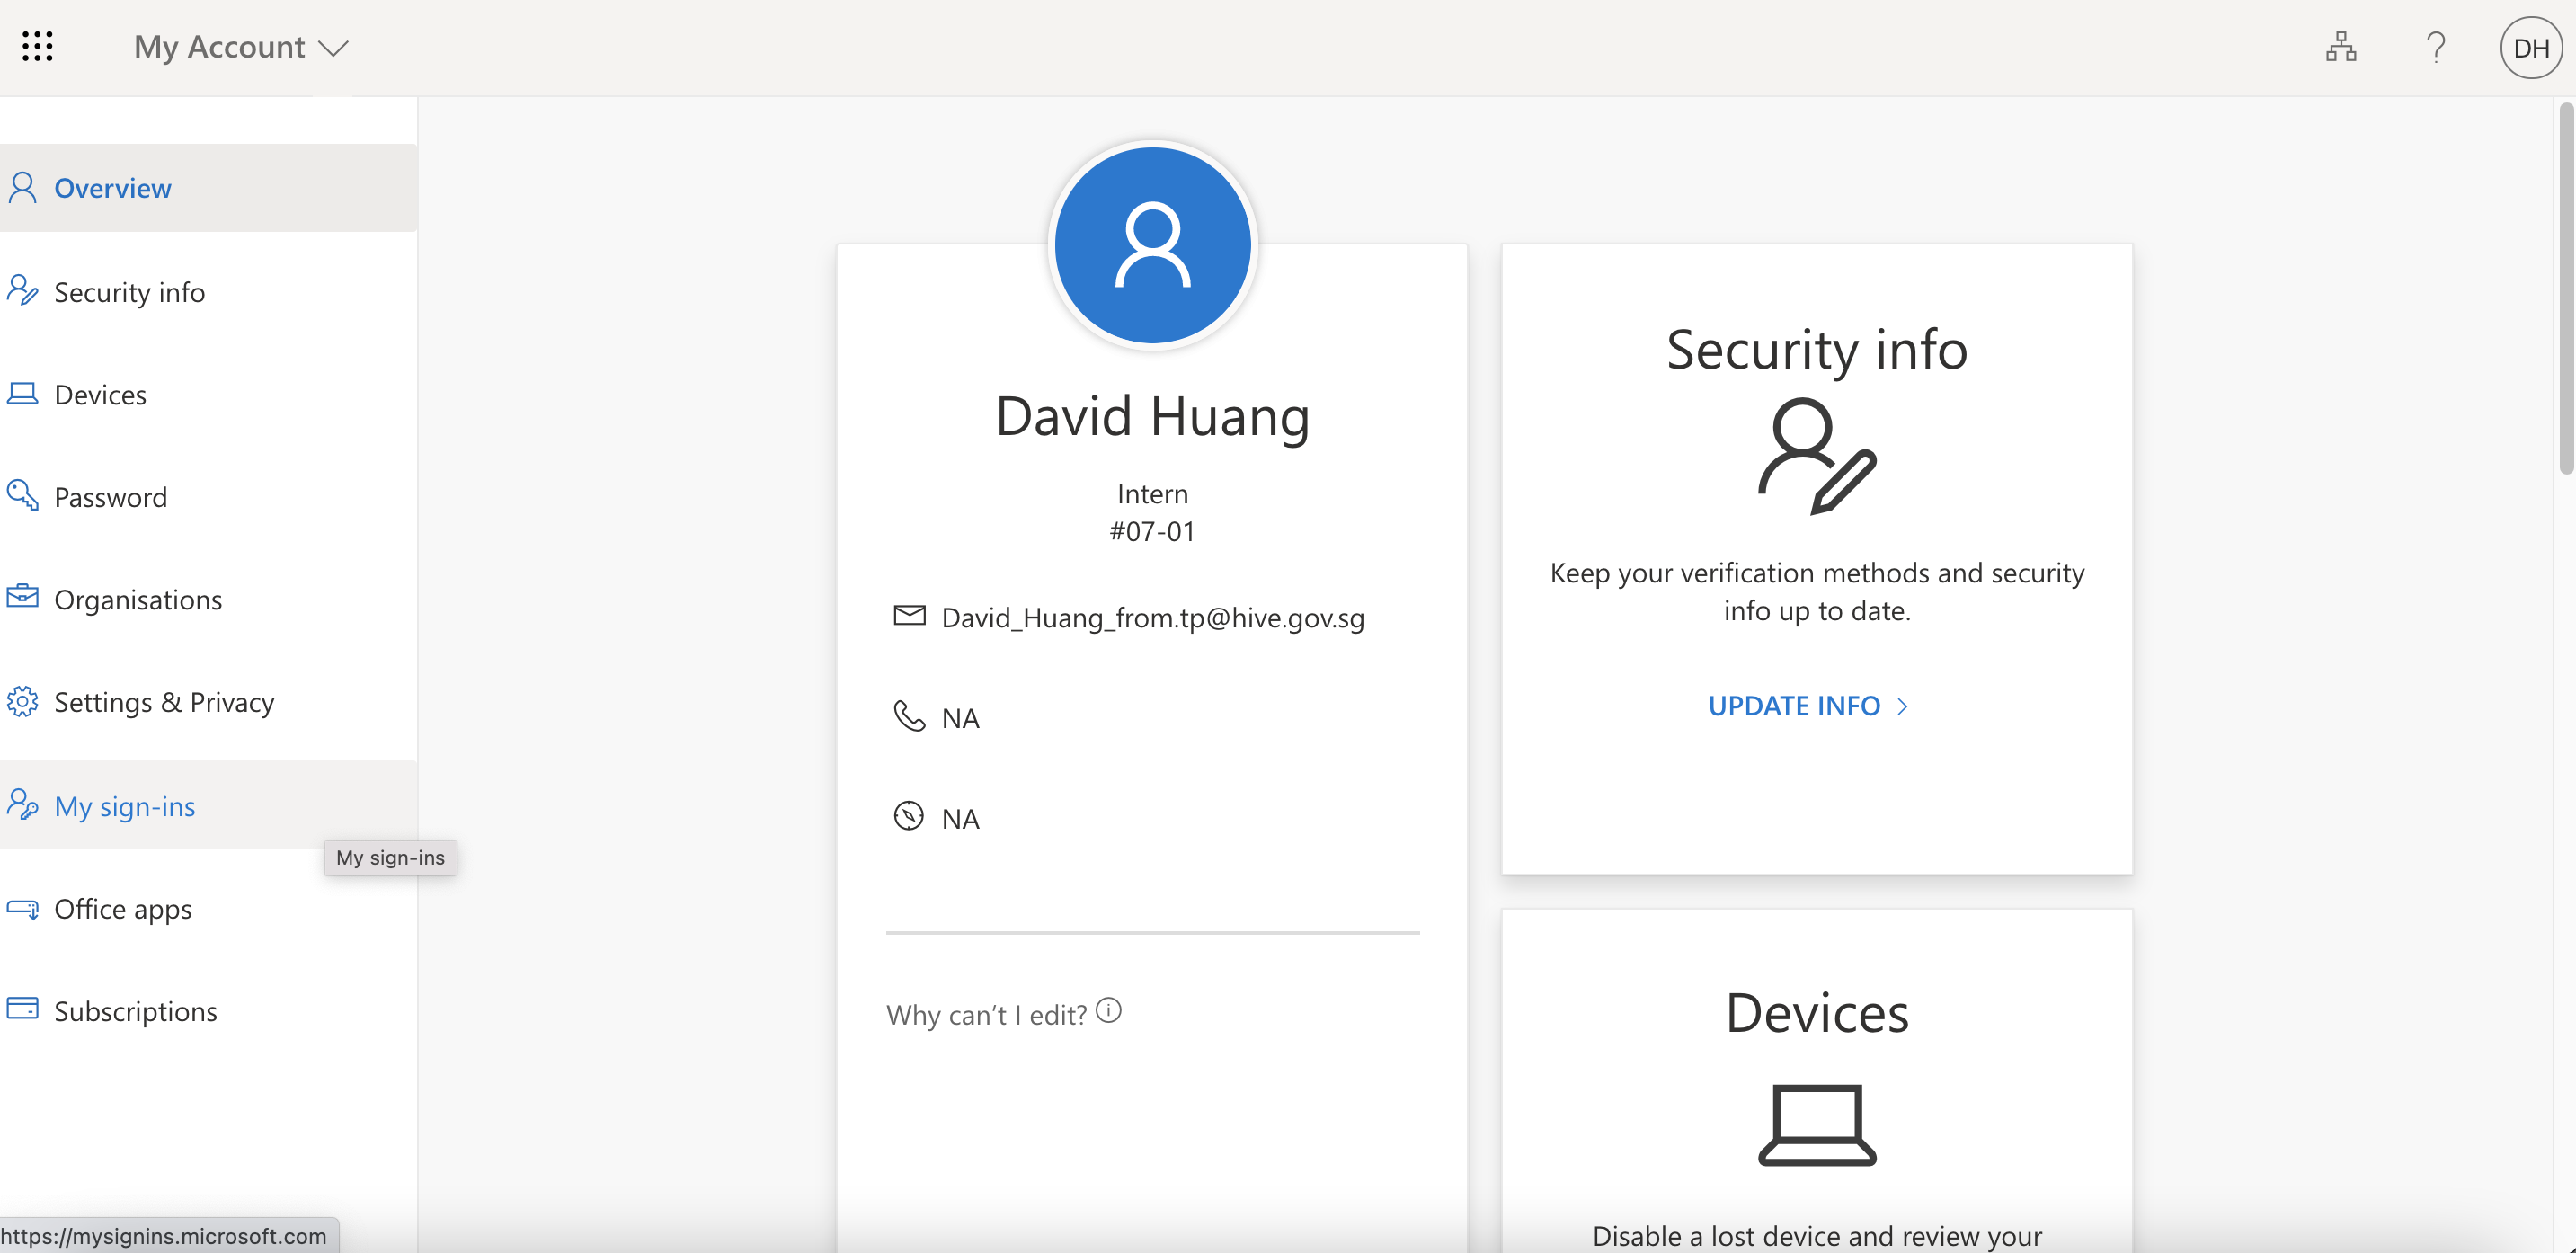 My Account
?
DH
Overview
Security info
Devices
Password
Organisations
Settings & Privacy
My sign-ins
My sign-ins
Office apps
Subscriptions
https://mysignins.microsoft.com
David Huang
Intern
#07-01
David_Huang_from.tp@hive.gov.sg
NA
NA
Why can't I edit?
Security info
Keep your verification methods and security
info up to date.
UPDATE INFO
Devices
Disable a lost device and review your